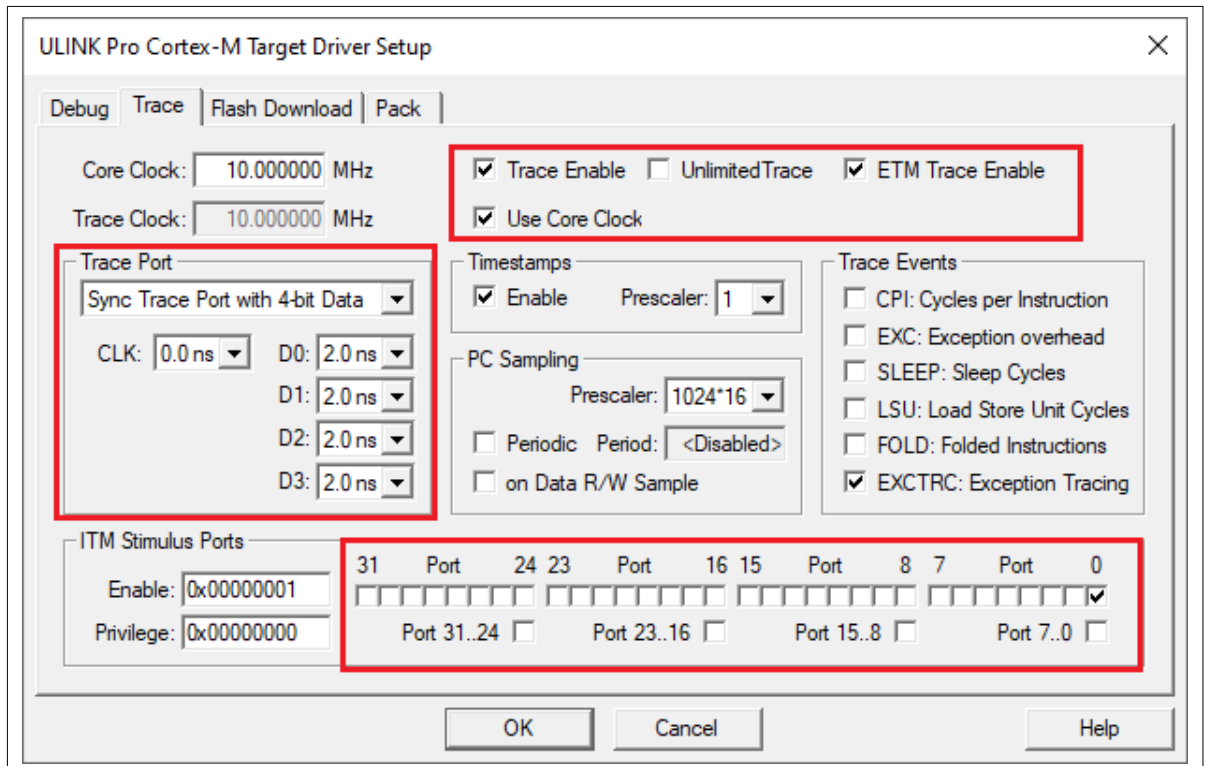 ULINK Pro Cortex-M Target Driver Setup
Debug Trace Flash Download Pack
Core Clock: 10.000000 MHz
Trace Enable UnlimitedTrace ETM Trace Enable
Trace Clock: 10.000000 MHz
Use Core Clock
Trace Port
Sync Trace Port with 4-bit Data
CLK: 0.0 ns D0: 2.0 ns
D1: 2.0 ns
D2: 2.0 ns
D3: 2.0 ns
Timestamps
Enable Prescaler: 1
PC Sampling
Prescaler: 1024*16
Periodic Period: <Disabled>
on Data R/W Sample
Trace Events
CPI: Cycles per Instruction
EXC: Exception overhead
SLEEP: Sleep Cycles
LSU: Load Store Unit Cycles
FOLD: Folded Instructions
EXCTRC: Exception Tracing
ITM Stimulus Ports
Enable: 0x00000001
Privilege: 0x00000000
31 Port 24 23 Port 16 15 Port 8 7 Port 0
Port 31..24 Port 23..16 Port 15..8 Port 7..0
OK Cancel Help